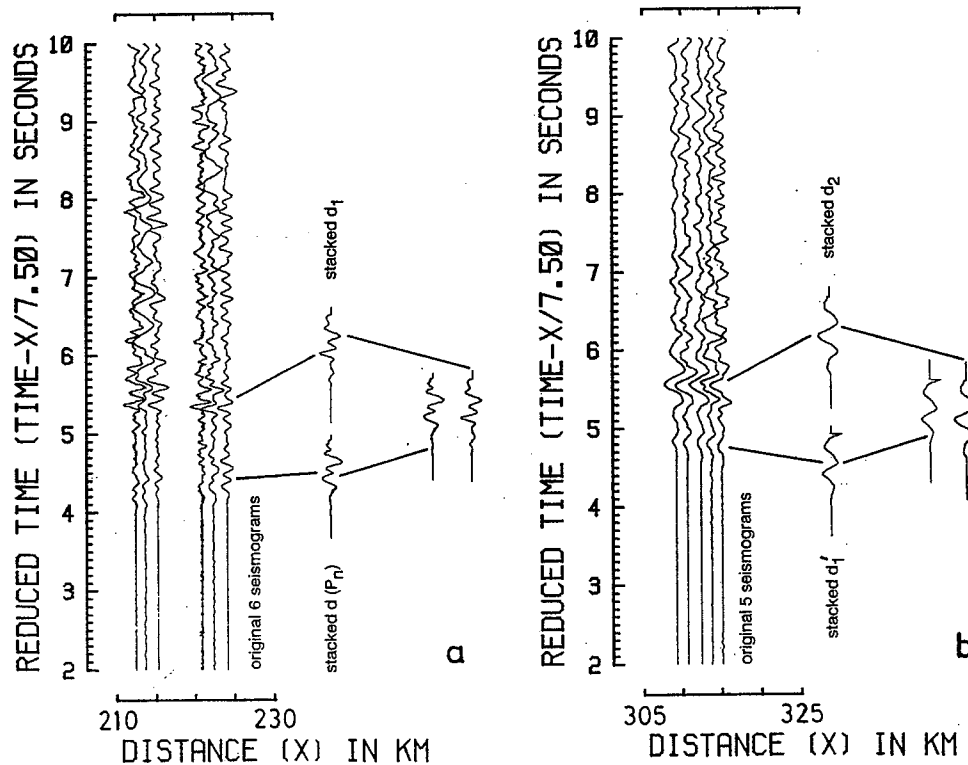 REDUCED TIME (TIME-X/7.50) IN SECONDS
10
9
8
7
6
5
4
3
2
stacked d1
original 6 seismograms
stacked d (Pn)
a
210
230
DISTANCE (X) IN KM
REDUCED TIME (TIME-X/7.50) IN SECONDS
10
9
8
7
6
5
4
3
2
stacked d2
original 5 seismograms
stacked d1'
b
305
325
DISTANCE (X) IN KM